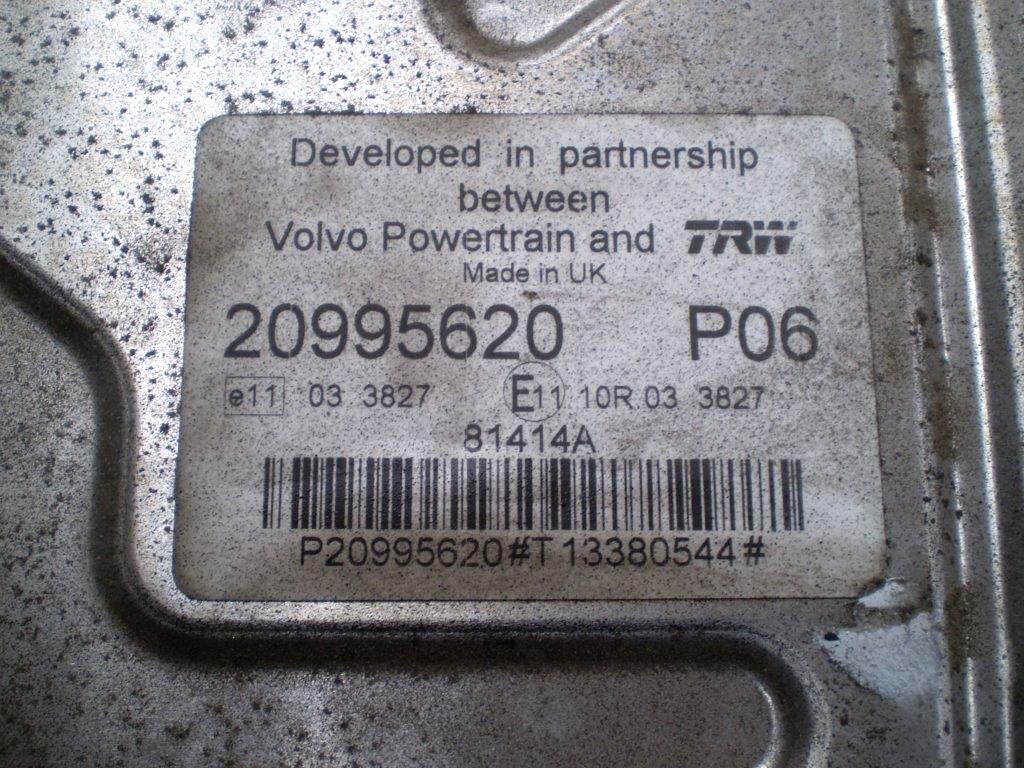 Developed in partnership
between
Volvo Powertrain and TRW
Made in UK
20995620 P06
e11 03 3827 E11 10R 03 3827
81414A
P20995620#T13380544#